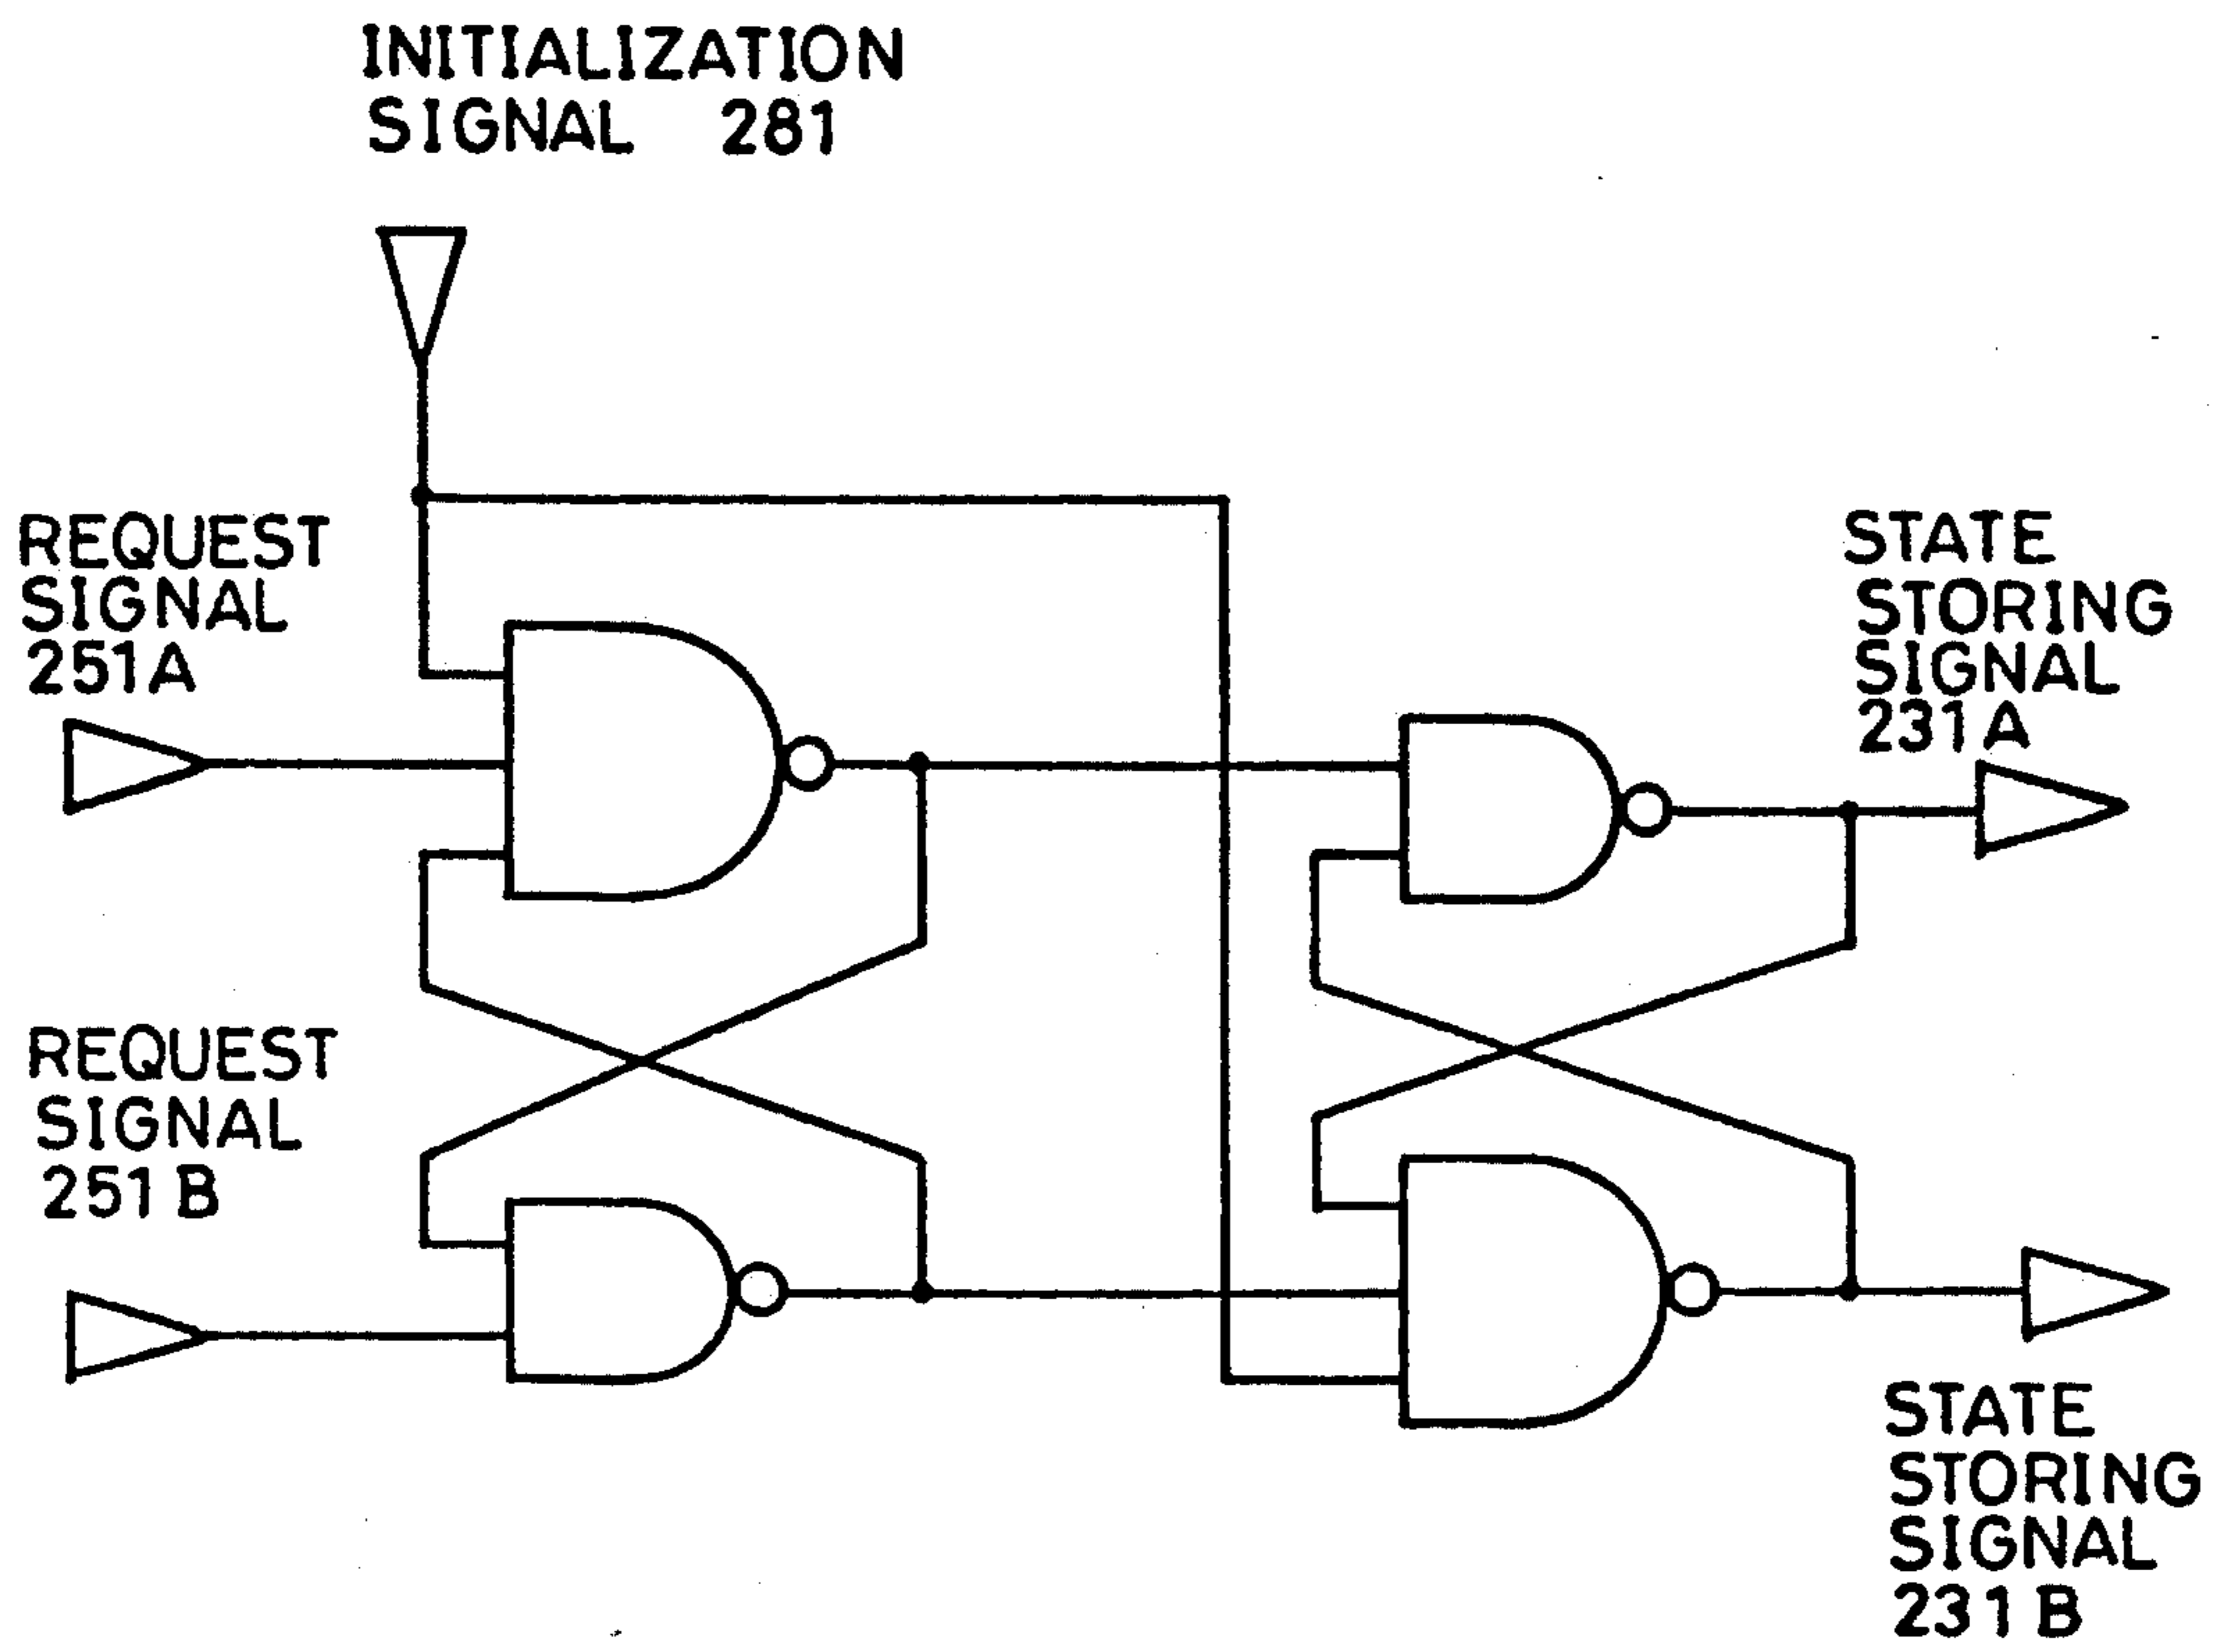 INITIALIZATION
SIGNAL 281
REQUEST
SIGNAL
251A
STATE
STORING
SIGNAL
231A
REQUEST
SIGNAL
251B
STATE
STORING
SIGNAL
231B